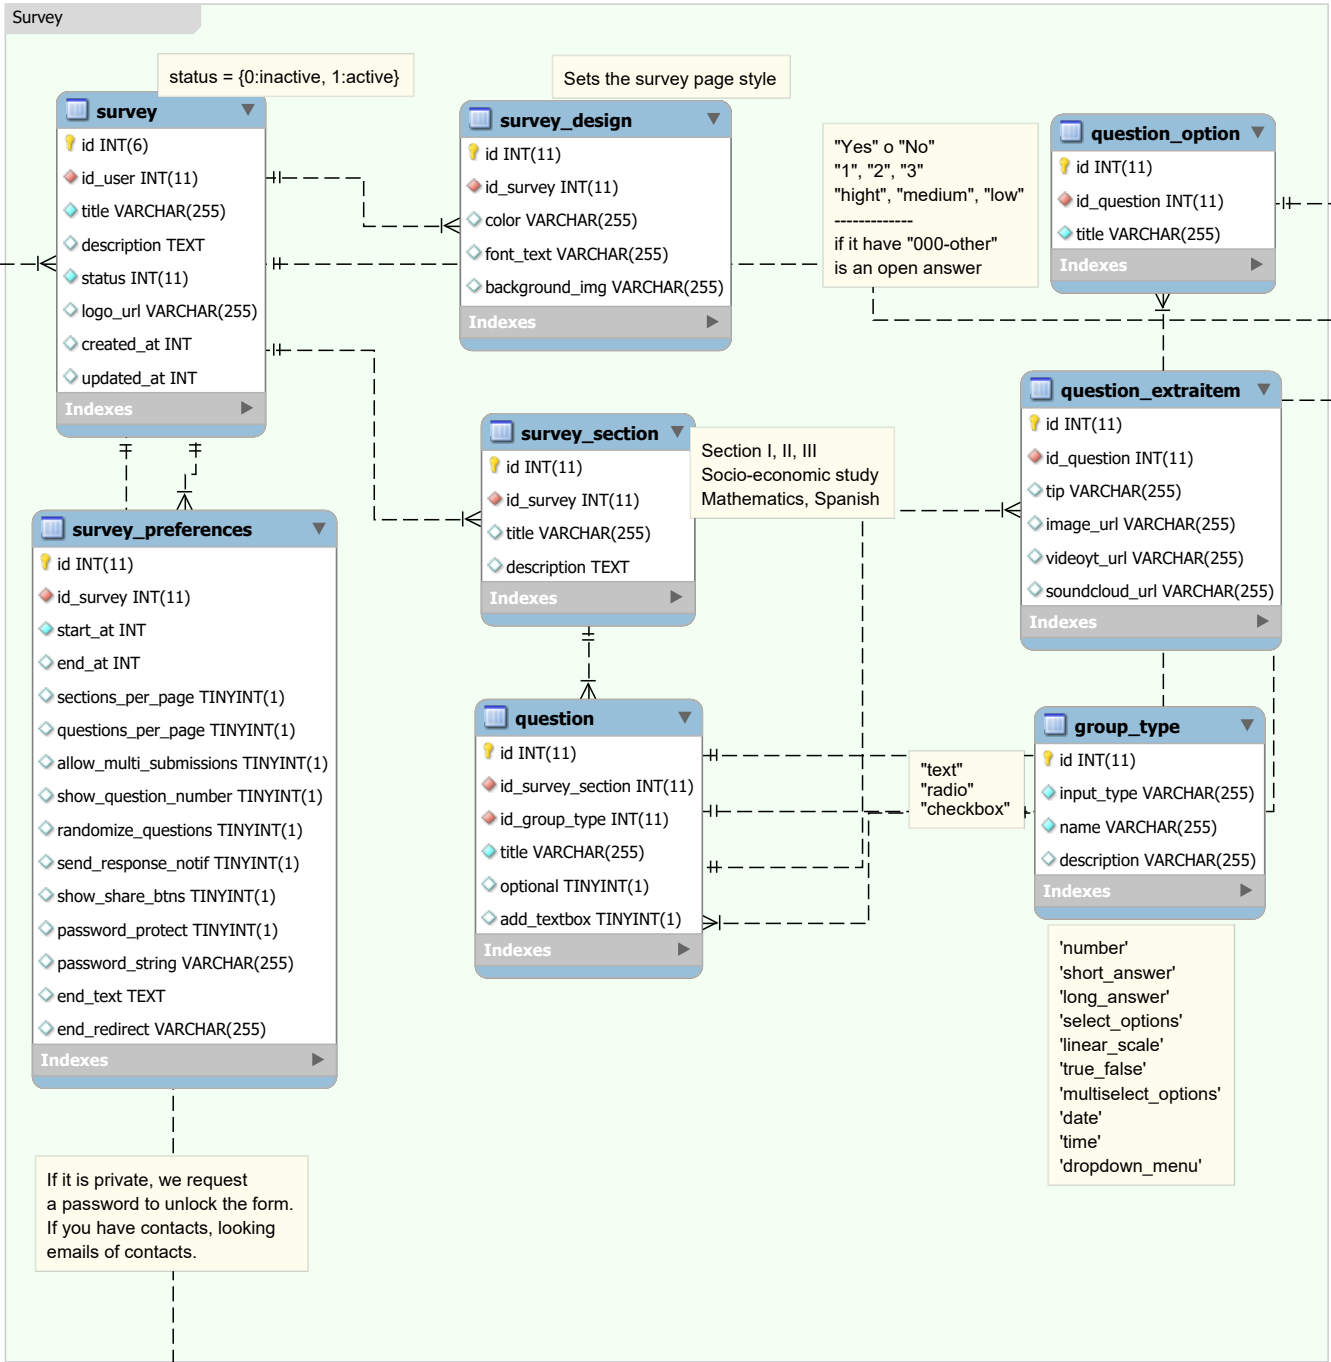 Survey
status = {0:inactive, 1:active}
survey
id INT(6)
id_user INT(11)
title VARCHAR(255)
description TEXT
status INT(11)
logo_url VARCHAR(255)
created_at INT
updated_at INT
Indexes
Sets the survey page style
survey_design
id INT(11)
id_survey INT(11)
color VARCHAR(255)
font_text VARCHAR(255)
background_img VARCHAR(255)
Indexes
"Yes" o "No"
"1", "2", "3"
"hight", "medium", "low"
-------------
if it have "000-other"
is an open answer
question_option
id INT(11)
id_question INT(11)
title VARCHAR(255)
Indexes
question_extraitem
id INT(11)
id_question INT(11)
tip VARCHAR(255)
image_url VARCHAR(255)
videoyt_url VARCHAR(255)
soundcloud_url VARCHAR(255)
Indexes
survey_section
id INT(11)
id_survey INT(11)
title VARCHAR(255)
description TEXT
Indexes
Section I, II, III
Socio-economic study
Mathematics, Spanish
survey_preferences
id INT(11)
id_survey INT(11)
start_at INT
end_at INT
sections_per_page TINYINT(1)
questions_per_page TINYINT(1)
allow_multi_submissions TINYINT(1)
show_question_number TINYINT(1)
randomize_questions TINYINT(1)
send_response_notif TINYINT(1)
show_share_btns TINYINT(1)
password_protect TINYINT(1)
password_string VARCHAR(255)
end_text TEXT
end_redirect VARCHAR(255)
Indexes
question
id INT(11)
id_survey_section INT(11)
id_group_type INT(11)
title VARCHAR(255)
optional TINYINT(1)
add_textbox TINYINT(1)
Indexes
"text"
"radio"
"checkbox"
group_type
id INT(11)
input_type VARCHAR(255)
name VARCHAR(255)
description VARCHAR(255)
Indexes
'number'
'short_answer'
'long_answer'
'select_options'
'linear_scale'
'true_false'
'multiselect_options'
'date'
'time'
'dropdown_menu'
If it is private, we request
a password to unlock the form.
If you have contacts, looking
emails of contacts.